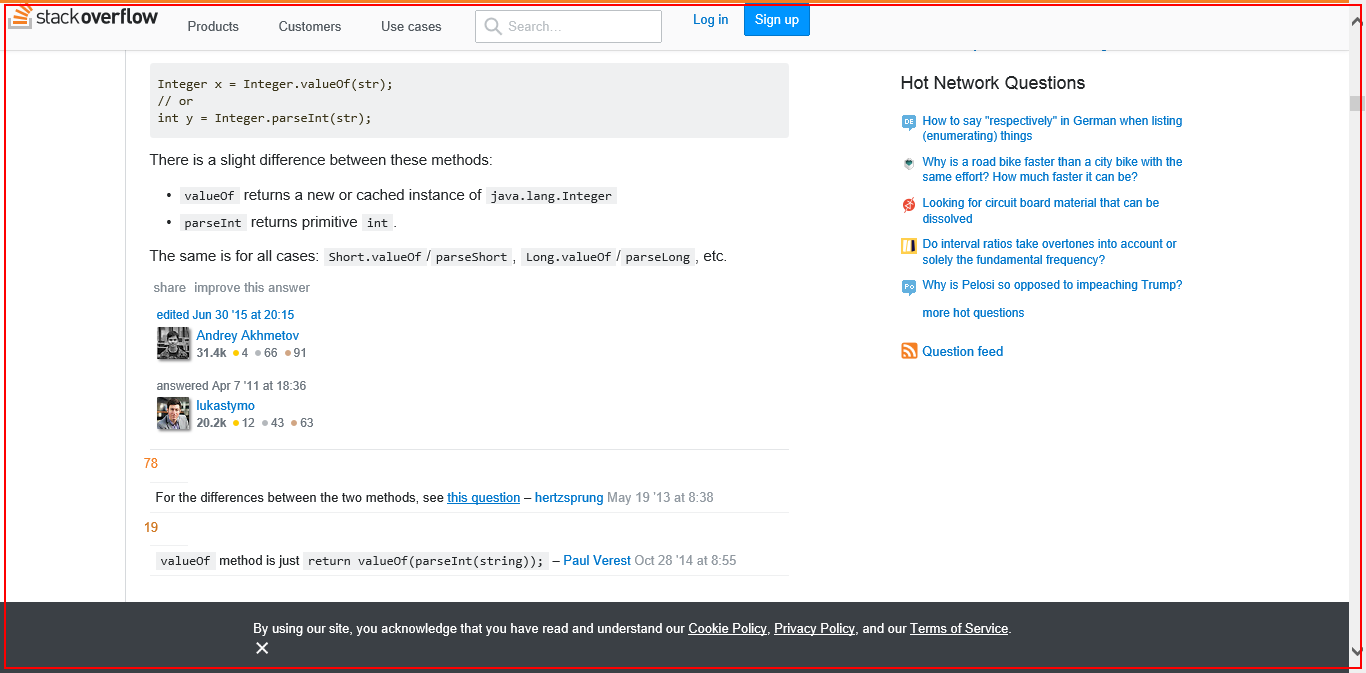 stackoverflow Products Customers Use cases Search... Log in Sign up
Integer x = Integer.valueOf(str);
// or
int y = Integer.parseInt(str);
There is a slight difference between these methods:
• valueOf returns a new or cached instance of java.lang.Integer
• parseInt returns primitive int .
The same is for all cases: Short.valueOf / parseShort , Long.valueOf / parseLong , etc.
share improve this answer
edited Jun 30 '15 at 20:15
Andrey Akhmetov
31.4k ●4 ●66 ●91
answered Apr 7 '11 at 18:36
lukastymo
20.2k ●12 ●43 ●63
78
For the differences between the two methods, see this question – hertzsprung May 19 '13 at 8:38
19
valueOf method is just return valueOf(parseInt(string)); – Paul Verest Oct 28 '14 at 8:55
Hot Network Questions
DE How to say "respectively" in German when listing
(enumerating) things
Why is a road bike faster than a city bike with the
same effort? How much faster it can be?
Looking for circuit board material that can be
dissolved
Do interval ratios take overtones into account or
solely the fundamental frequency?
Po Why is Pelosi so opposed to impeaching Trump?
more hot questions
Question feed
By using our site, you acknowledge that you have read and understand our Cookie Policy, Privacy Policy, and our Terms of Service.